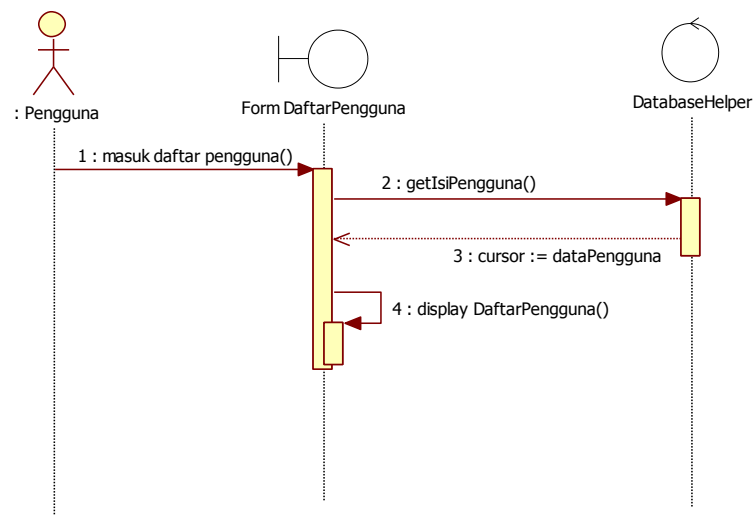 : Pengguna
Form DaftarPengguna
DatabaseHelper
1 : masuk daftar pengguna()
2 : getIsiPengguna()
3 : cursor := dataPengguna
4 : display DaftarPengguna()